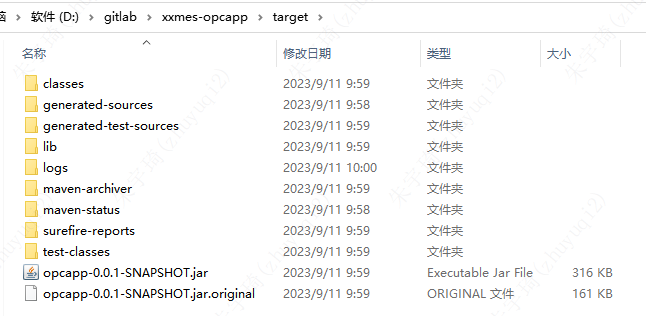 脑 > 软件 (D:) > gitlab > xxmes-opcapp > target >
名称 修改日期 类型 大小
classes 2023/9/11 9:59 文件夹
generated-sources 2023/9/11 9:58 文件夹
generated-test-sources 2023/9/11 9:59 文件夹
lib 2023/9/11 9:59 文件夹
logs 2023/9/11 10:00 文件夹
maven-archiver 2023/9/11 9:59 文件夹
maven-status 2023/9/11 9:58 文件夹
surefire-reports 2023/9/11 9:59 文件夹
test-classes 2023/9/11 9:59 文件夹
opcapp-0.0.1-SNAPSHOT.jar 2023/9/11 9:59 Executable Jar File 316 KB
opcapp-0.0.1-SNAPSHOT.jar.original 2023/9/11 9:59 ORIGINAL 文件 161 KB